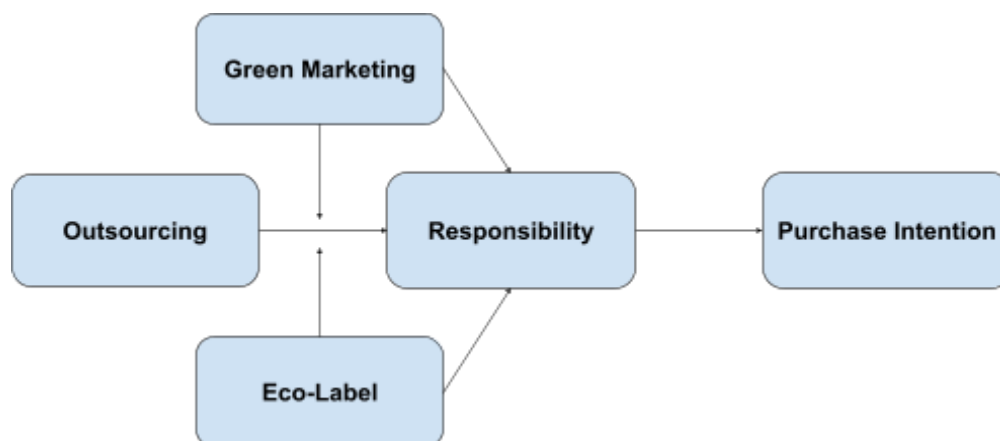 Green Marketing
Outsourcing
Responsibility
Purchase Intention
Eco-Label